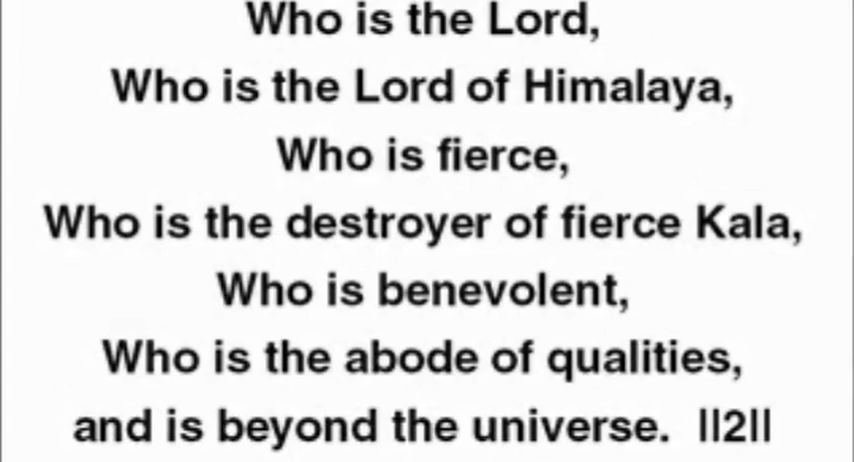 Who is the Lord,
Who is the Lord of Himalaya,
Who is fierce,
Who is the destroyer of fierce Kala,
Who is benevolent,
Who is the abode of qualities,
and is beyond the universe.  ll2ll